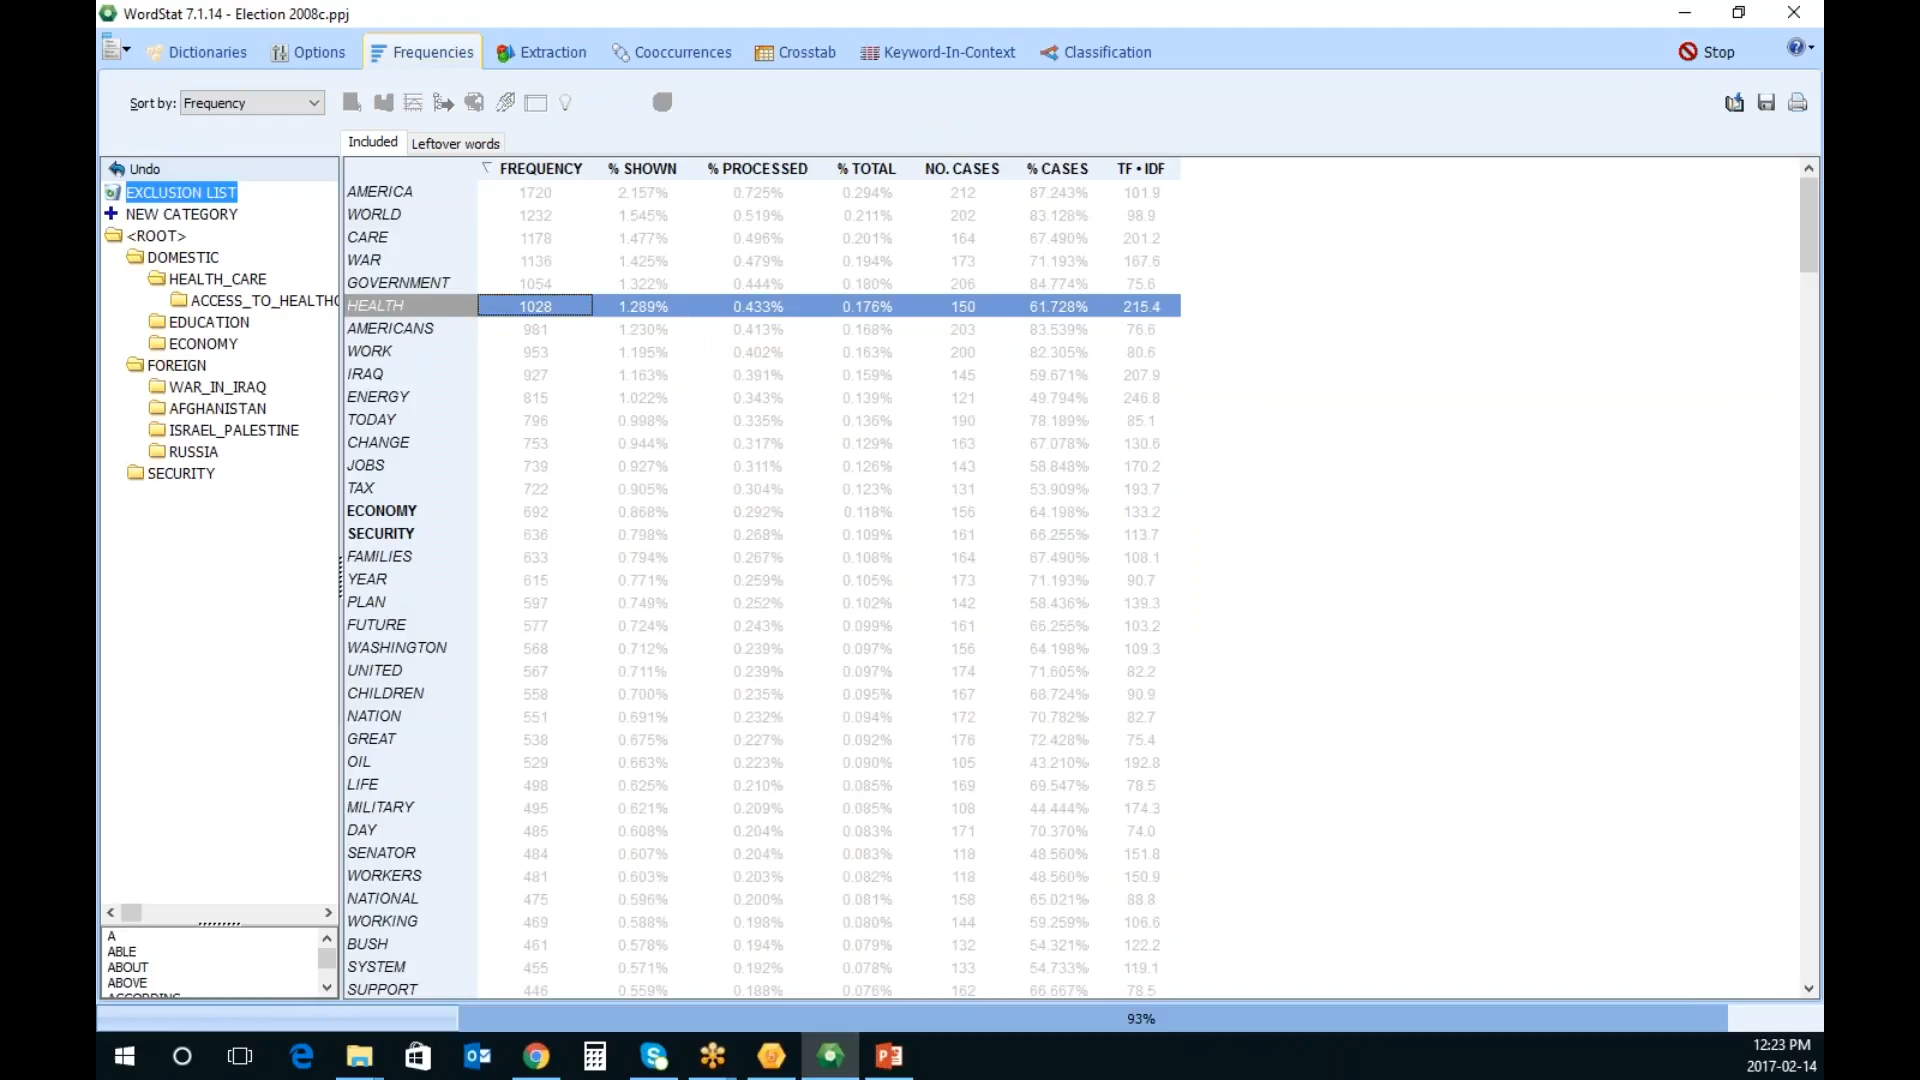 WordStat 7.1.14 - Election 2008c.ppj
Dictionaries Options Frequencies Extraction Cooccurrences Crosstab Keyword-In-Context Classification Stop
Sort by: Frequency
Included Leftover words
Undo
EXCLUSION LIST
NEW CATEGORY
<ROOT>
DOMESTIC
HEALTH_CARE
ACCESS_TO_HEALTHC
EDUCATION
ECONOMY
FOREIGN
WAR_IN_IRAQ
AFGHANISTAN
ISRAEL_PALESTINE
RUSSIA
SECURITY
A
ABLE
ABOUT
ABOVE
ACCORDING
FREQUENCY % SHOWN % PROCESSED % TOTAL NO. CASES % CASES TF • IDF
AMERICA 1720 2.157% 0.725% 0.294% 212 87.243% 101.9
WORLD 1232 1.545% 0.519% 0.211% 202 83.128% 98.9
CARE 1178 1.477% 0.496% 0.201% 164 67.490% 201.2
WAR 1136 1.425% 0.479% 0.194% 173 71.193% 167.6
GOVERNMENT 1054 1.322% 0.444% 0.180% 206 84.774% 75.6
HEALTH 1028 1.289% 0.433% 0.176% 150 61.728% 215.4
AMERICANS 981 1.230% 0.413% 0.168% 203 83.539% 76.6
WORK 953 1.195% 0.402% 0.163% 200 82.305% 80.6
IRAQ 927 1.163% 0.391% 0.159% 145 59.671% 207.9
ENERGY 815 1.022% 0.343% 0.139% 121 49.794% 246.8
TODAY 796 0.998% 0.335% 0.136% 190 78.189% 85.1
CHANGE 753 0.944% 0.317% 0.129% 163 67.078% 130.6
JOBS 739 0.927% 0.311% 0.126% 143 58.848% 170.2
TAX 722 0.905% 0.304% 0.123% 131 53.909% 193.7
ECONOMY 692 0.868% 0.292% 0.118% 156 64.198% 133.2
SECURITY 636 0.798% 0.268% 0.109% 161 66.255% 113.7
FAMILIES 633 0.794% 0.267% 0.108% 164 67.490% 108.1
YEAR 615 0.771% 0.259% 0.105% 173 71.193% 90.7
PLAN 597 0.749% 0.252% 0.102% 142 58.436% 139.3
FUTURE 577 0.724% 0.243% 0.099% 161 66.255% 103.2
WASHINGTON 568 0.712% 0.239% 0.097% 156 64.198% 109.3
UNITED 567 0.711% 0.239% 0.097% 174 71.605% 82.2
CHILDREN 558 0.700% 0.235% 0.095% 167 68.724% 90.9
NATION 551 0.691% 0.232% 0.094% 172 70.782% 82.7
GREAT 538 0.675% 0.227% 0.092% 176 72.428% 75.4
OIL 529 0.663% 0.223% 0.090% 105 43.210% 192.8
LIFE 498 0.625% 0.210% 0.085% 169 69.547% 78.5
MILITARY 495 0.621% 0.209% 0.085% 108 44.444% 174.3
DAY 485 0.608% 0.204% 0.083% 171 70.370% 74.0
SENATOR 484 0.607% 0.204% 0.083% 118 48.560% 151.8
WORKERS 481 0.603% 0.203% 0.082% 118 48.560% 150.9
NATIONAL 475 0.596% 0.200% 0.081% 158 65.021% 88.8
WORKING 469 0.588% 0.198% 0.080% 144 59.259% 106.6
BUSH 461 0.578% 0.194% 0.079% 132 54.321% 122.2
SYSTEM 455 0.571% 0.192% 0.078% 133 54.733% 119.1
SUPPORT 446 0.559% 0.188% 0.076% 162 66.667% 78.5
93%
12:23 PM
2017-02-14